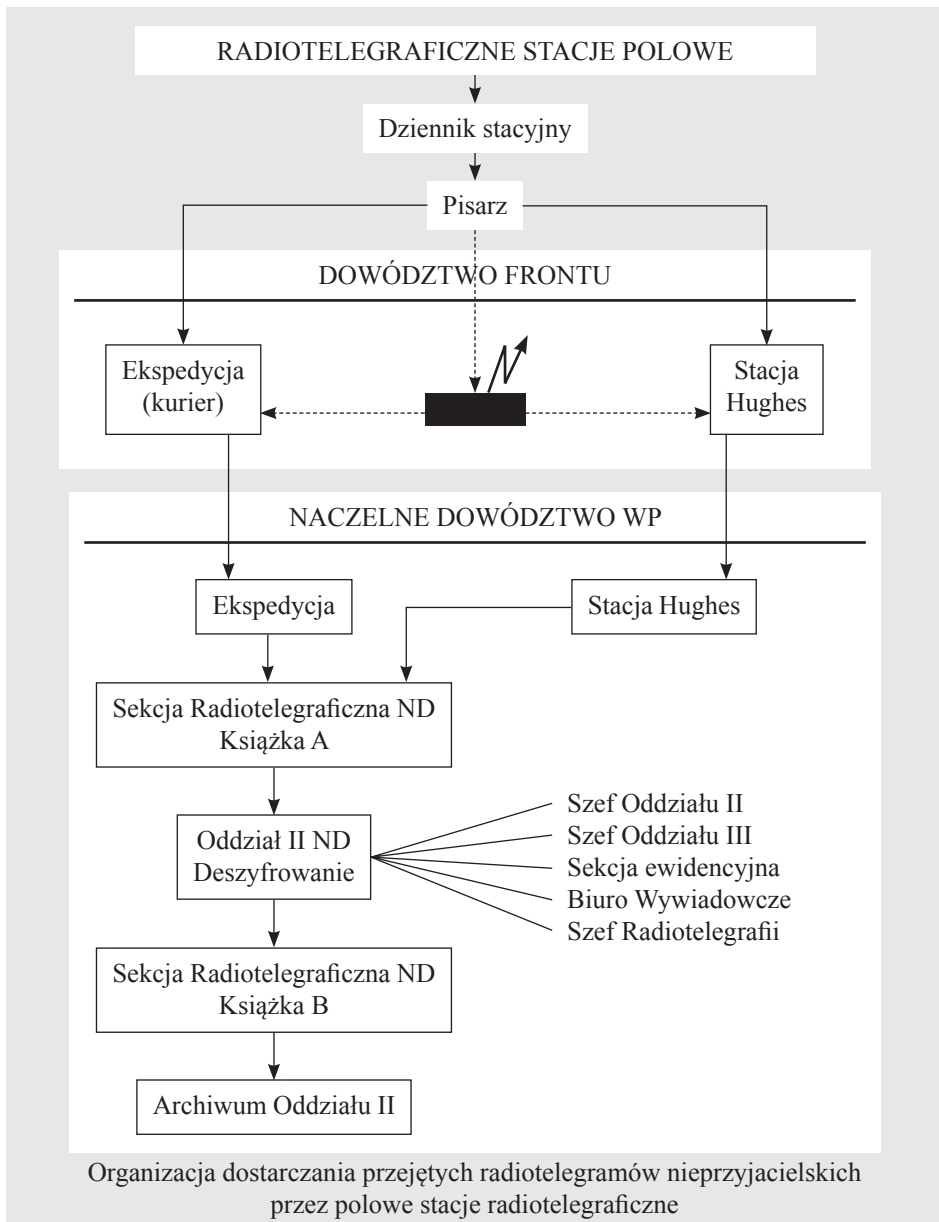 RADIOTELEGRAFICZNE STACJE POLOWE
Dziennik stacyjny
Pisarz
DOWÓDZTWO FRONTU
Ekspedycja
(kurier)
Stacja
Hughes
NACZELNE DOWÓDZTWO WP
Ekspedycja
Stacja Hughes
Sekcja Radiotelegraficzna ND
Książka A
Oddział II ND
Deszyfrowanie
Szef Oddziału II
Szef Oddziału III
Sekcja ewidencyjna
Biuro Wywiadowcze
Szef Radiotelegrafii
Sekcja Radiotelegraficzna ND
Książka B
Archiwum Oddziału II
Organizacja dostarczania przejętych radiotelegramów nieprzyjacielskich
przez polowe stacje radiotelegraficzne